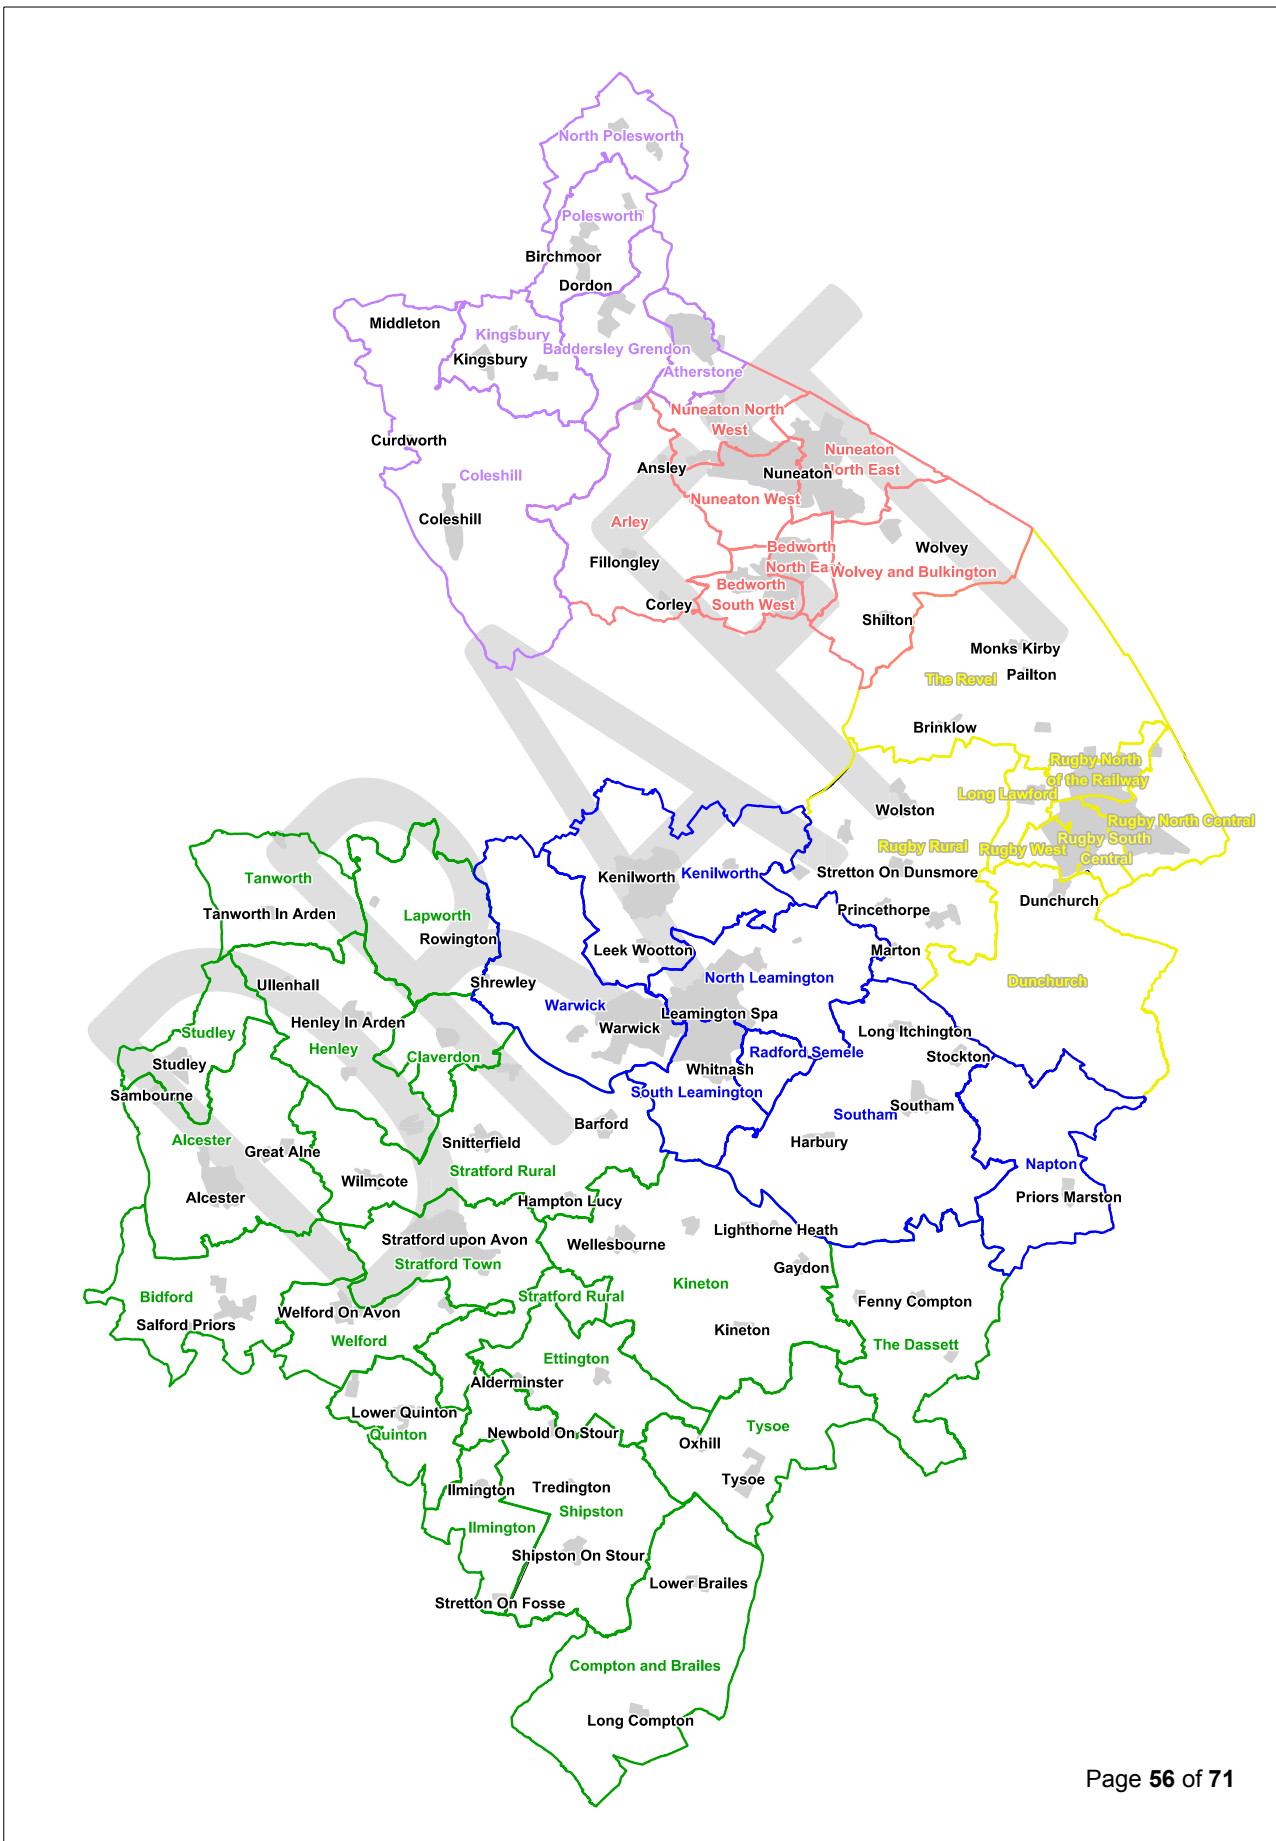 North Polesworth
Polesworth
Birchmoor
Dordon
Middleton
Kingsbury
Kingsbury
Baddersley Grendon
Atherstone
Nuneaton North
West
Curdworth
Nuneaton
North East
Ansley
Nuneaton
Coleshill
Nuneaton West
Coleshill
Arley
Bedworth
North Ea
Wolvey
Fillongley
Wolvey and Bulkington
Bedworth
South West
Corley
Shilton
Monks Kirby
Pailton
The Revel
Brinklow
Rugby North
of the Railway
Long Lawford
Wolston
Rugby North Central
Rugby Rural
Rugby West
Rugby South
Central
Kenilworth
Kenilworth
Stretton On Dunsmore
Tanworth
Dunchurch
Tanworth In Arden
Lapworth
Princethorpe
Rowington
Leek Wootton
Marton
North Leamington
Dunchurch
Ullenhall
Shrewley
Warwick
Leamington Spa
Henley In Arden
Warwick
Long Itchington
Studley
Henley
Claverdon
Radford Semele
Stockton
Studley
Whitnash
Sambourne
South Leamington
Southam
Southam
Barford
Alcester
Great Alne
Snitterfield
Harbury
Stratford Rural
Napton
Wilmcote
Alcester
Hampton Lucy
Priors Marston
Lighthorne Heath
Stratford upon Avon
Wellesbourne
Stratford Town
Gaydon
Kineton
Bidford
Stratford Rural
Fenny Compton
Welford On Avon
Salford Priors
Kineton
Welford
The Dassett
Ettington
Alderminster
Lower Quinton
Quinton
Newbold On Stour
Tysoe
Oxhill
Tysoe
Ilmington
Tredington
Shipston
Ilmington
Shipston On Stour
Lower Brailes
Stretton On Fosse
Compton and Brailes
Long Compton
Page 56 of 71
DRAFT